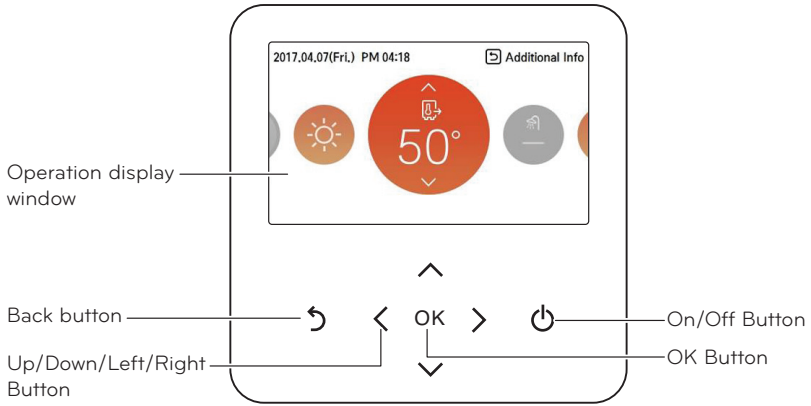 2017.04.07(Fri.) PM 04:18
Additional Info
50°
Operation display
window
Back button
OK
On/Off Button
Up/Down/Left/Right
Button
OK Button